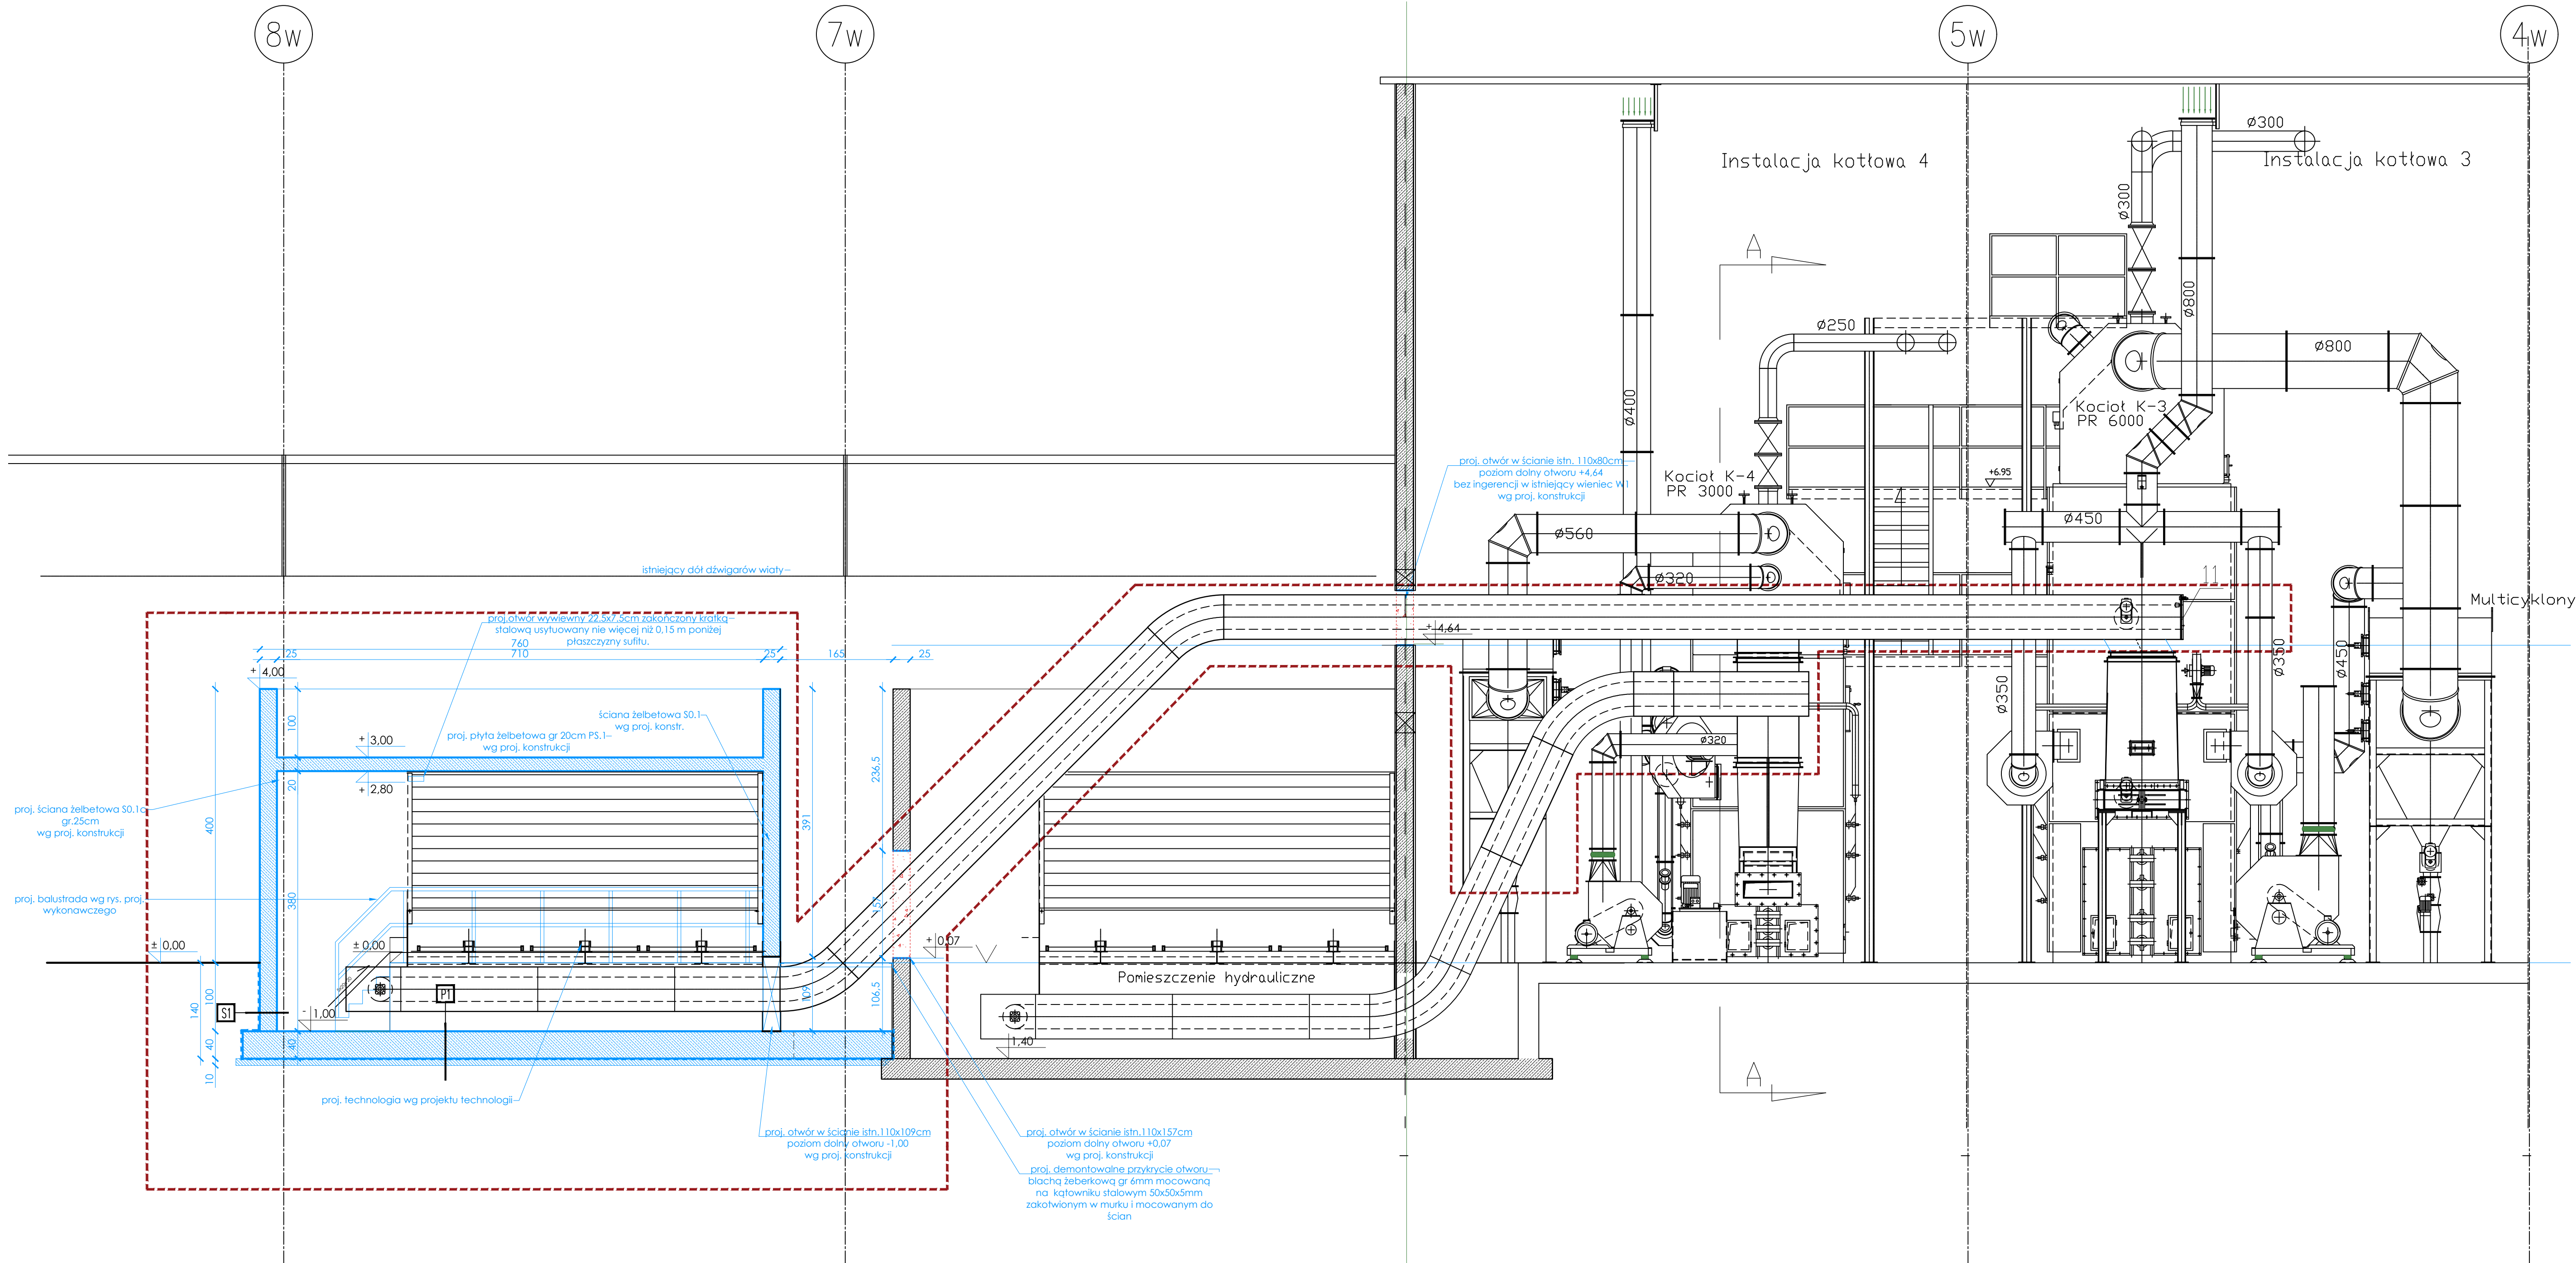 8w
7w
5w
4w
Instalacja kotłowa 4
Instalacja kotłowa 3
ø300
ø300
ø800
ø400
A
ø250
ø800
Kocioł K-3
PR 6000
proj. otwór w ścianie istn. 110x80cm
poziom dolny otworu +4,64
bez ingerencji w istniejący wieniec W1
wg proj. konstrukcji
Kocioł K-4
PR 3000
+6.95
ø560
ø450
ø320
11
istniejący dół dźwigarów wiaty
Multicyklony
proj.otwór wywiewny 22.5x7.5cm zakończony kratką
stalową usytuowany nie więcej niż 0,15 m poniżej
płaszczyzny sufitu.
760
25
710
25
165
25
+ 4,64
+ 4,00
ø350
ø350
ø450
100
ściana żelbetowa S0.1
wg proj. konstr.
proj. płyta żelbetowa gr 20cm PS.1
wg proj. konstrukcji
+ 3,00
ø320
236.5
20
+ 2,80
proj. ściana żelbetowa S0.1a
gr.25cm
wg proj. konstrukcji
400
391
proj. balustrada wg rys. proj.
wykonawczego
380
157
± 0,00
± 0,00
+ 0,07
Pomieszczenie hydrauliczne
P1
S1
140
100
- 1,00
109
106.5
40
40
1,40
10
A
proj. technologia wg projektu technologii
proj. otwór w ścianie istn.110x109cm
poziom dolny otworu -1,00
wg proj. konstrukcji
proj. otwór w ścianie istn.110x157cm
poziom dolny otworu +0,07
wg proj. konstrukcji
proj. demontowalne przykrycie otworu
blachą żeberkową gr 6mm mocowaną
na kątowniku stalowym 50x50x5mm
zakotwionym w murku i mocowanym do
ścian